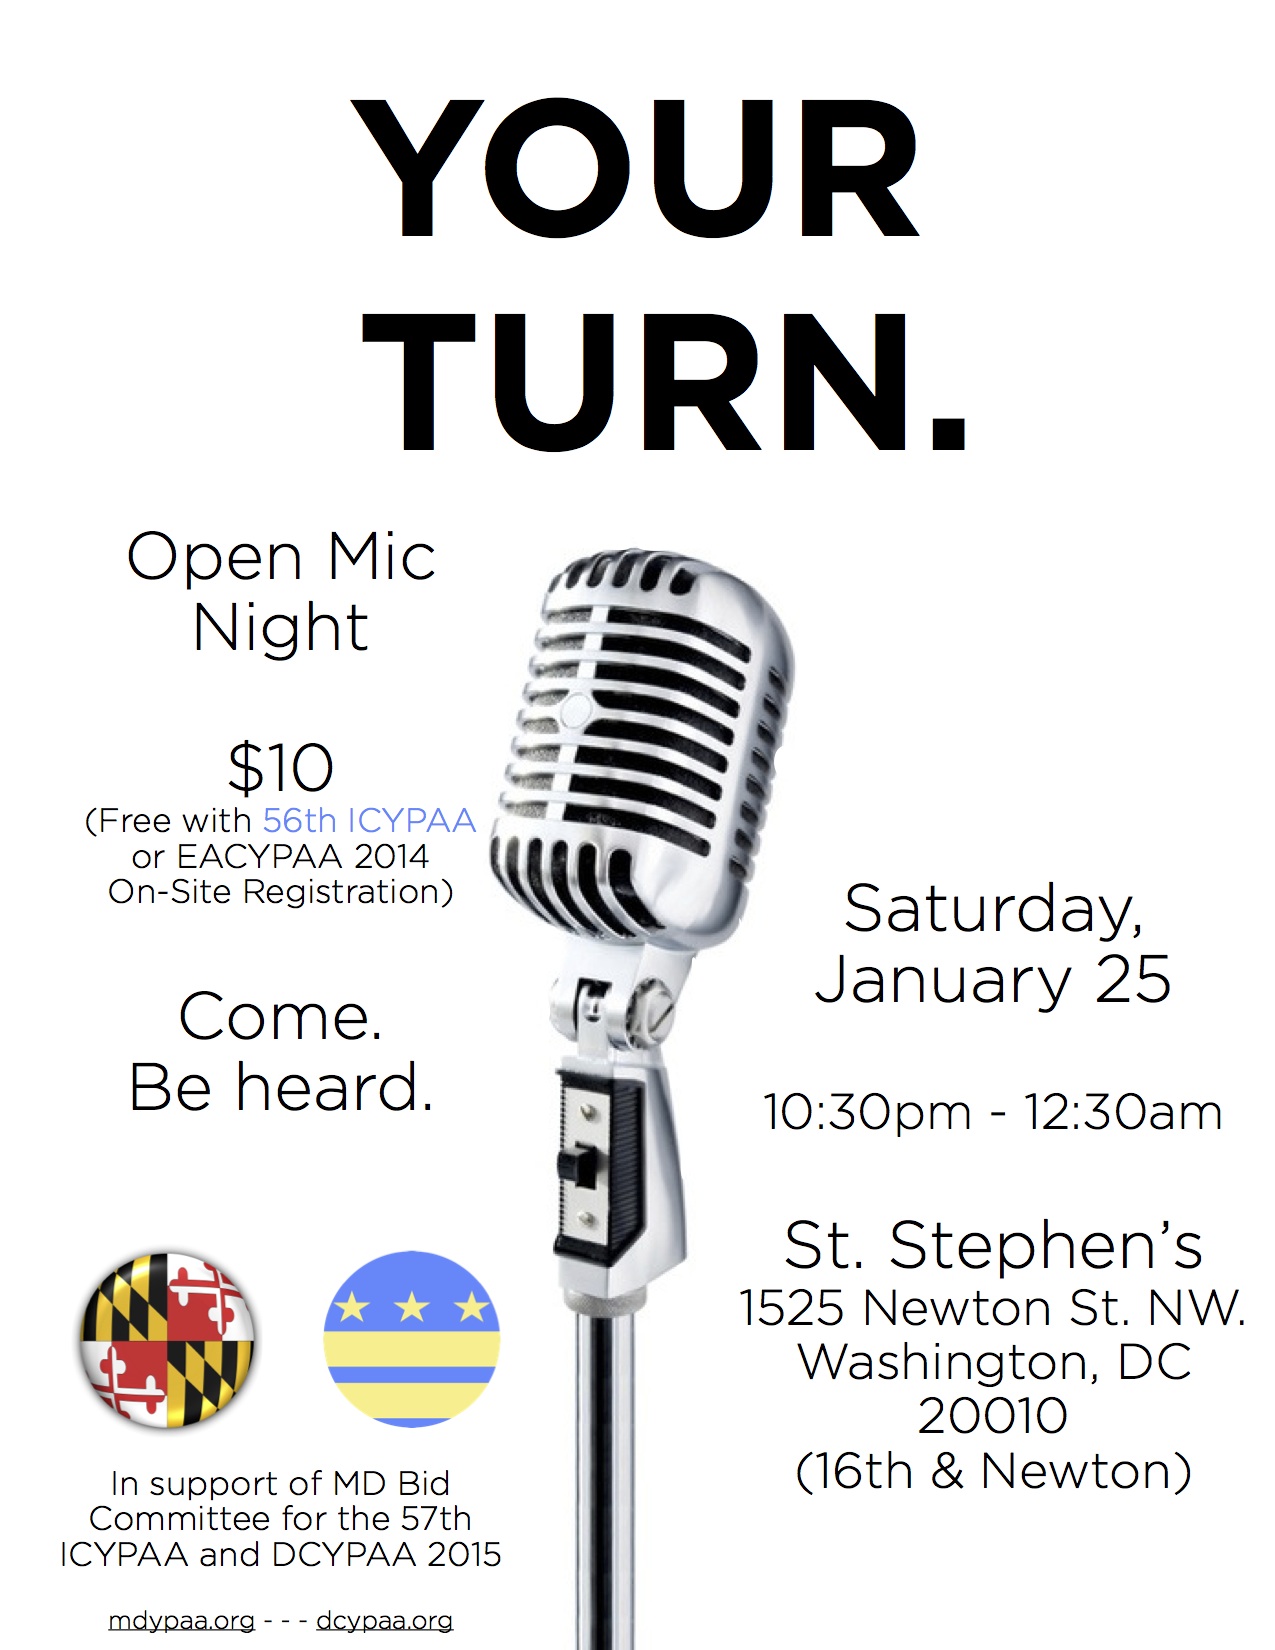 YOUR
TURN.
Open Mic
Night
$10
(Free with 56th ICYPAA
or EACYPAA 2014
On-Site Registration)
Come.
Be heard.
Saturday,
January 25
10:30pm - 12:30am
St. Stephen’s
1525 Newton St. NW.
Washington, DC
20010
(16th & Newton)
In support of MD Bid
Committee for the 57th
ICYPAA and DCYPAA 2015
mdypaa.org - - - dcypaa.org